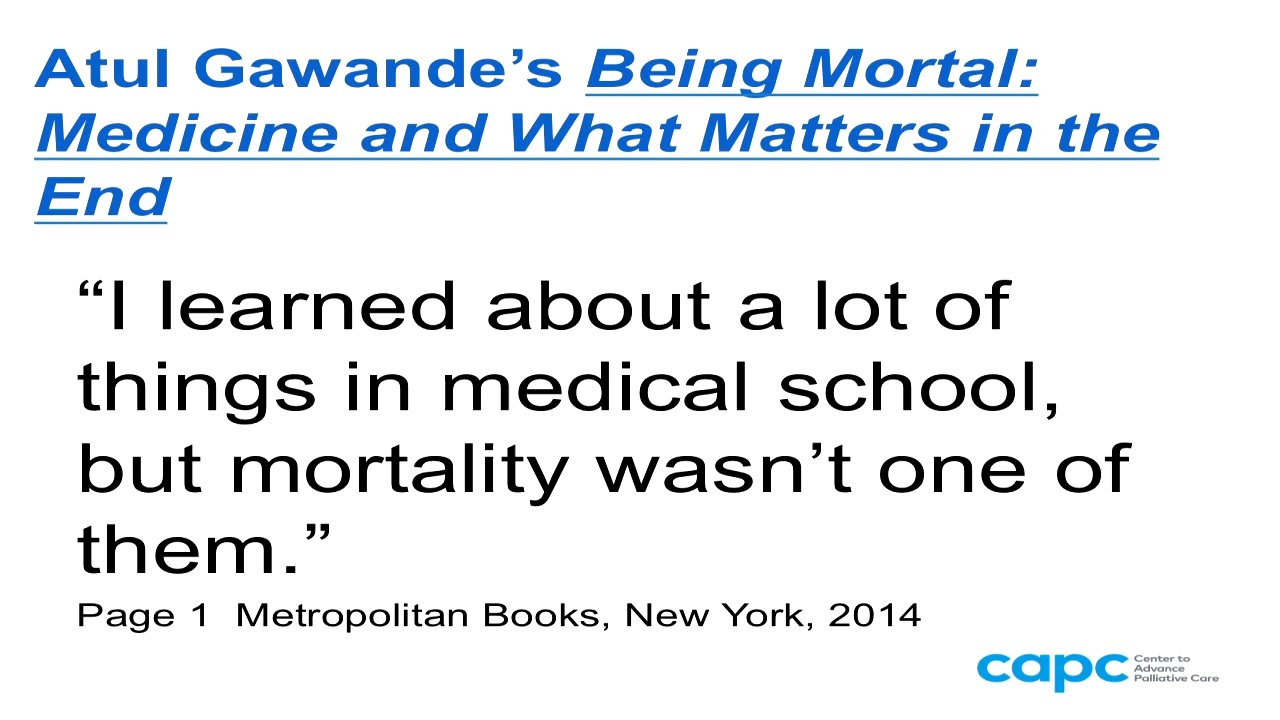 Atul Gawande’s Being Mortal:
Medicine and What Matters in the
End
“I learned about a lot of
things in medical school,
but mortality wasn’t one of
them.”
Page 1  Metropolitan Books, New York, 2014
capc
Center to
Advance
Palliative Care